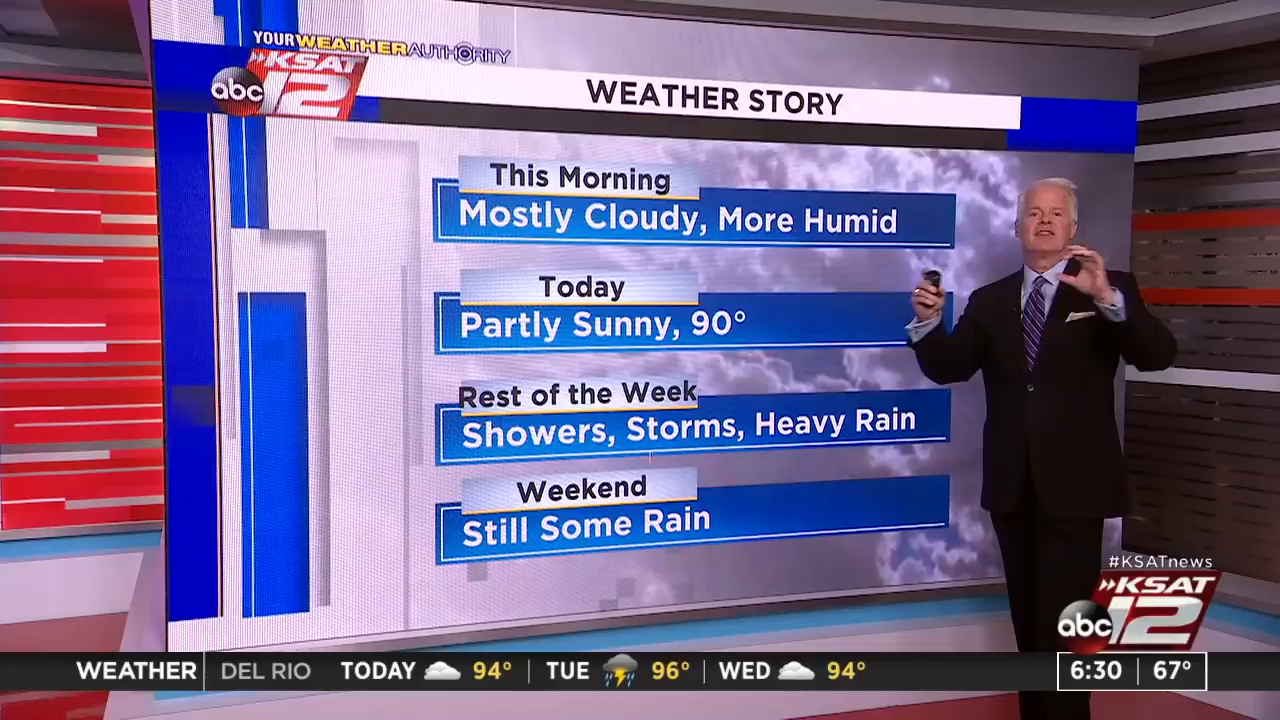 YOUR WEATHER AUTHORITY
»KSAT
abc 12
WEATHER STORY
This Morning
Mostly Cloudy, More Humid
Today
Partly Sunny, 90°
Rest of the Week
Showers, Storms, Heavy Rain
Weekend
Still Some Rain
#KSATnews
»KSAT
abc 12
WEATHER DEL RIO TODAY 94° TUE 96° WED 94° 6:30 67°